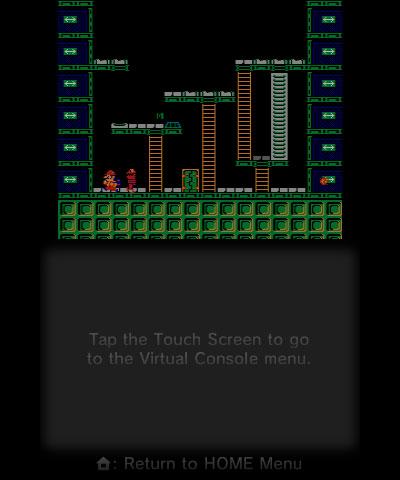 Tap the Touch Screen to go
to the Virtual Console menu.
: Return to HOME Menu